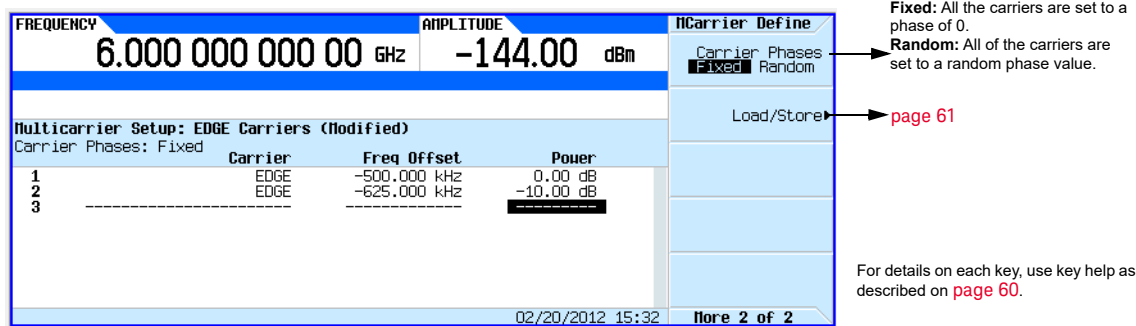 FREQUENCY
AMPLITUDE
6.000 000 000 00 GHz
-144.00 dBm
Multicarrier Setup: EDGE Carriers (Modified)
Carrier Phases: Fixed
Carrier Freq Offset Power
1 EDGE -500.000 kHz 0.00 dB
2 EDGE -625.000 kHz -10.00 dB
3 ----------------------- ------------- ---------
02/20/2012 15:32
MCarrier Define
Carrier Phases
Fixed Random
Load/Store
More 2 of 2
Fixed: All the carriers are set to a
phase of 0.
Random: All of the carriers are
set to a random phase value.
page 61
For details on each key, use key help as
described on page 60.